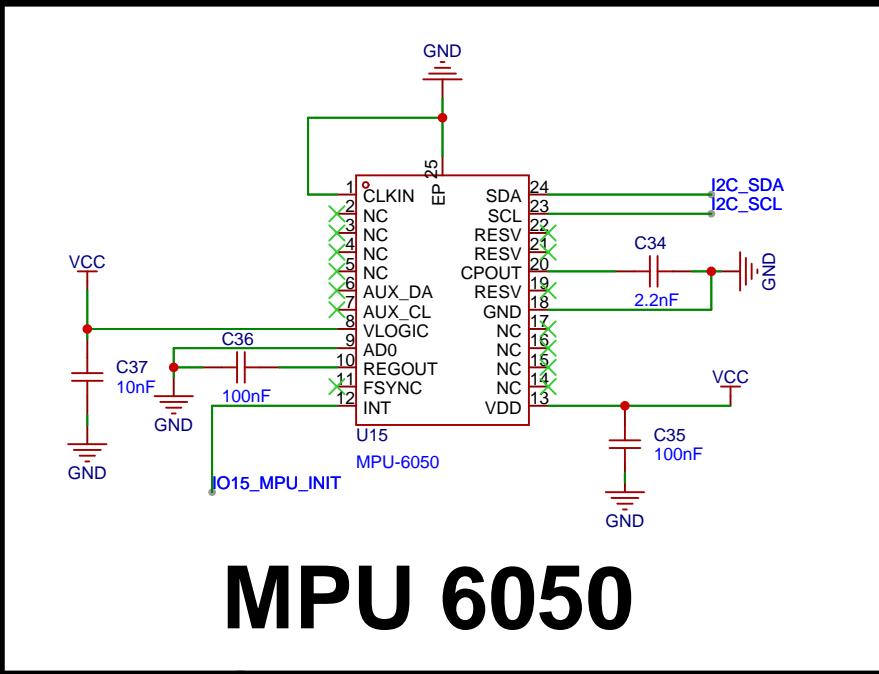 GND
EP 25
1 CLKIN
2 NC
3 NC
4 NC
5 NC
6 AUX_DA
7 AUX_CL
8 VLOGIC
9 AD0
10 REGOUT
11 FSYNC
12 INT
SDA 24
SCL 23
RESV 22
RESV 21
CPOUT 20
RESV 19
GND 18
NC 17
NC 16
NC 15
NC 14
VDD 13
I2C_SDA
I2C_SCL
C34
2.2nF
GND
VCC
C37
10nF
GND
C36
100nF
GND
IO15_MPU_INIT
U15
MPU-6050
VCC
C35
100nF
GND
MPU 6050